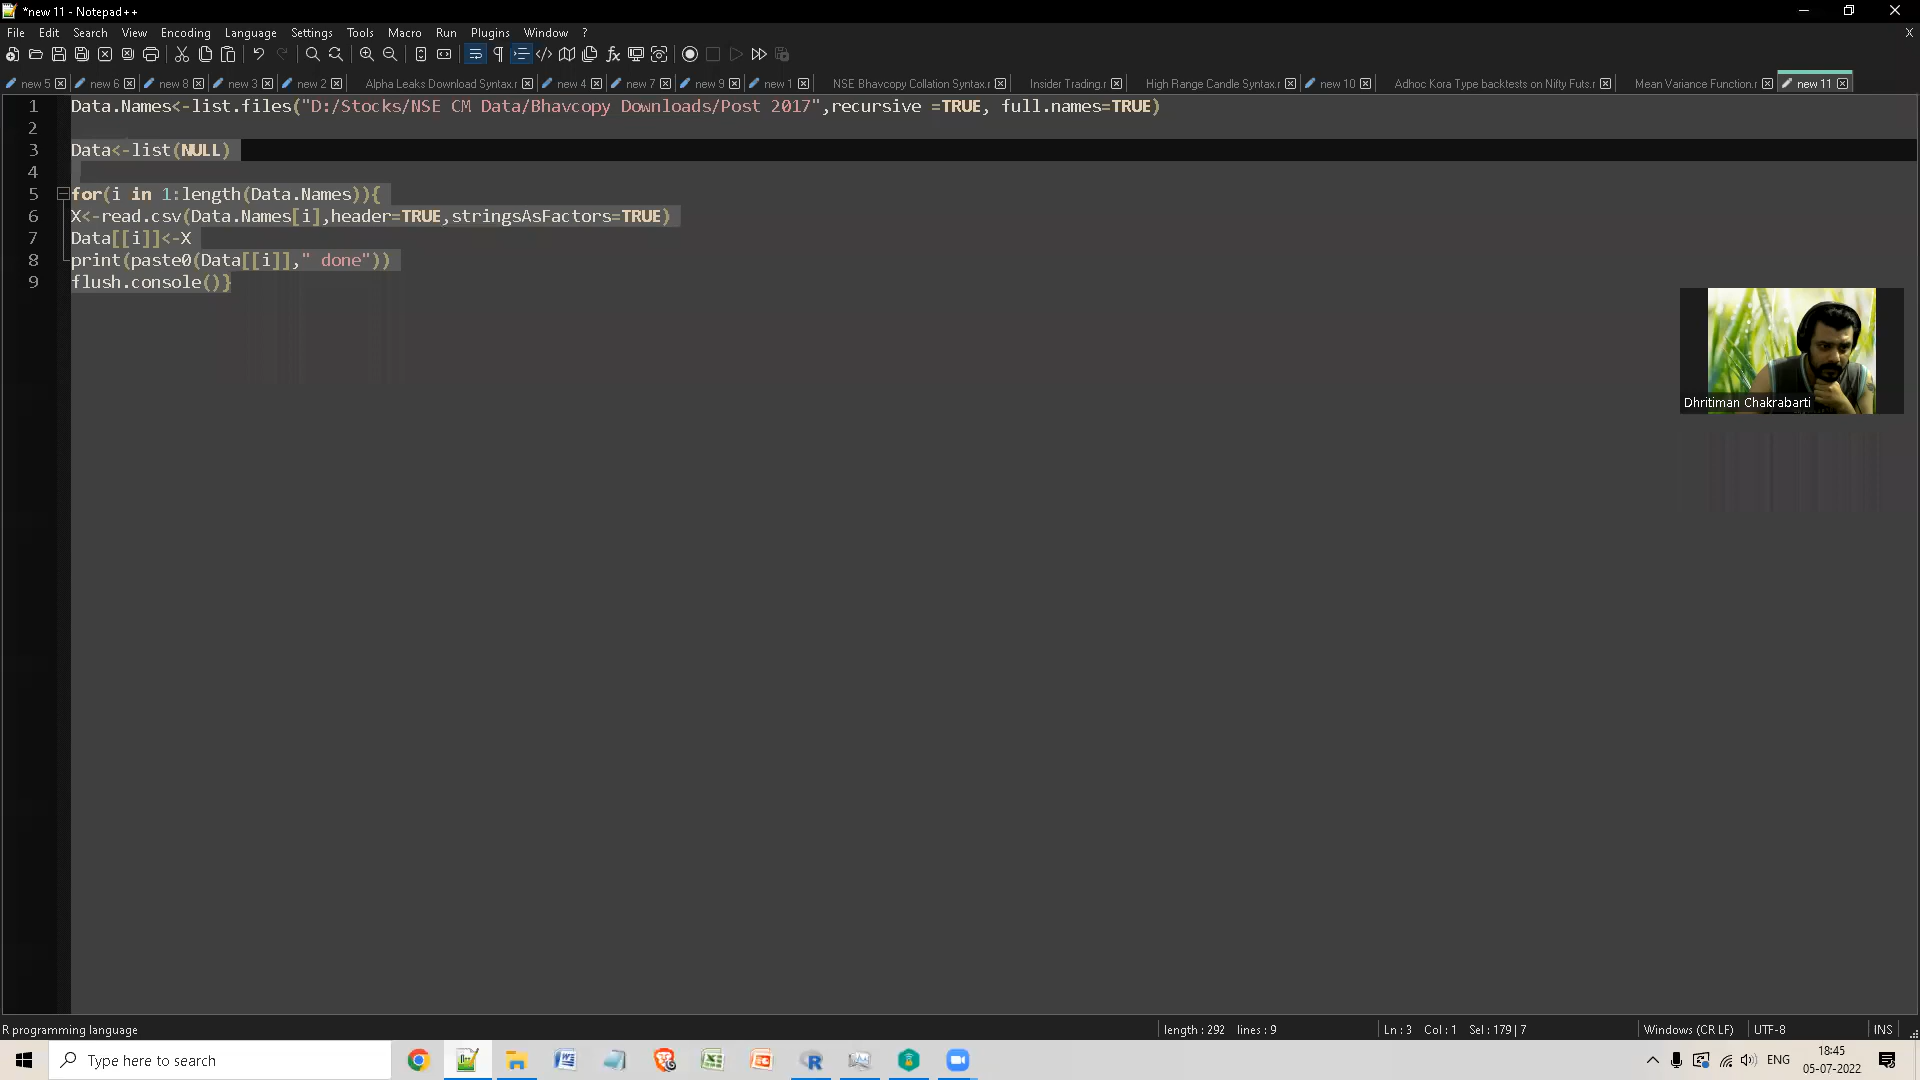 *new 11 - Notepad++
File Edit Search View Encoding Language Settings Tools Macro Run Plugins Window ? X
new 5 new 6 new 8 new 3 new 2 Alpha Leaks Download Syntax.r new 4 new 7 new 9 new 1 NSE Bhavcopy Collation Syntax.r Insider Trading.r High Range Candle Syntax.r new 10 Adhoc Kora Type backtests on Nifty Futs.r Mean Variance Function.r new 11
1 Data.Names<-list.files("D:/Stocks/NSE CM Data/Bhavcopy Downloads/Post 2017",recursive =TRUE, full.names=TRUE)
2
3 Data<-list(NULL)
4
5 for(i in 1:length(Data.Names)){
6 X<-read.csv(Data.Names[i],header=TRUE,stringsAsFactors=TRUE)
7 Data[[i]]<-X
8 print(paste0(Data[[i]]," done"))
9 flush.console()}
Dhritiman Chakrabarti
R programming language length : 292 lines : 9 Ln : 3 Col : 1 Sel : 179 | 7 Windows (CR LF) UTF-8 INS
Type here to search ENG 18:45
05-07-2022